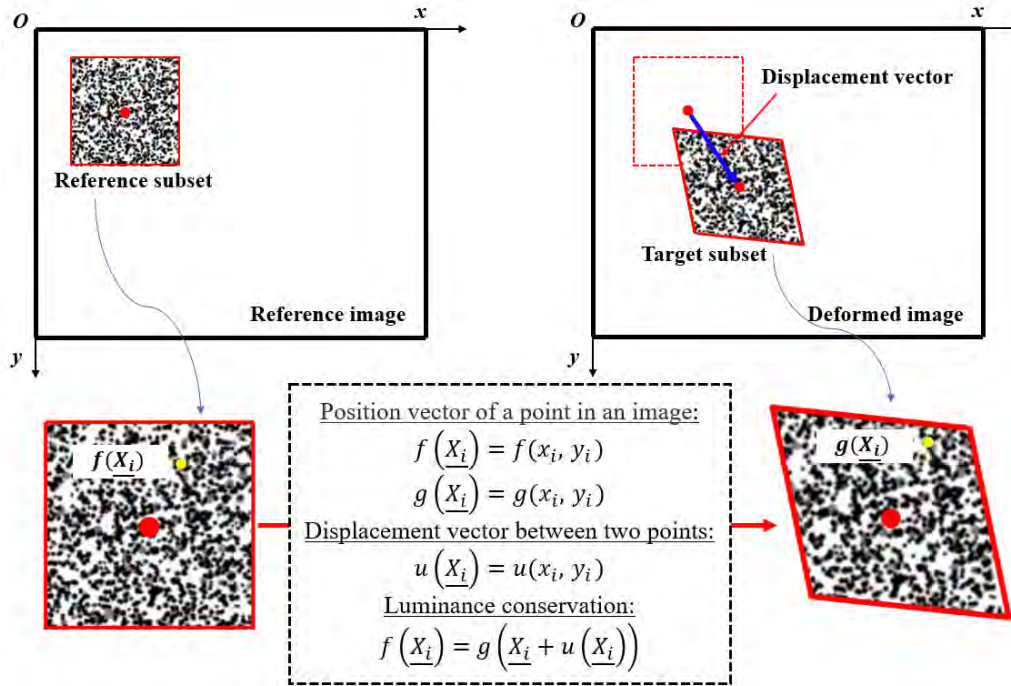 O
x
Reference subset
Reference image
y
O
x
Displacement vector
Target subset
Deformed image
y
f(X_i)
Position vector of a point in an image:
f (X_i) = f(x_i, y_i)
g (X_i) = g(x_i, y_i)
Displacement vector between two points:
u (X_i) = u(x_i, y_i)
Luminance conservation:
f (X_i) = g (X_i + u (X_i))
g(X_i)